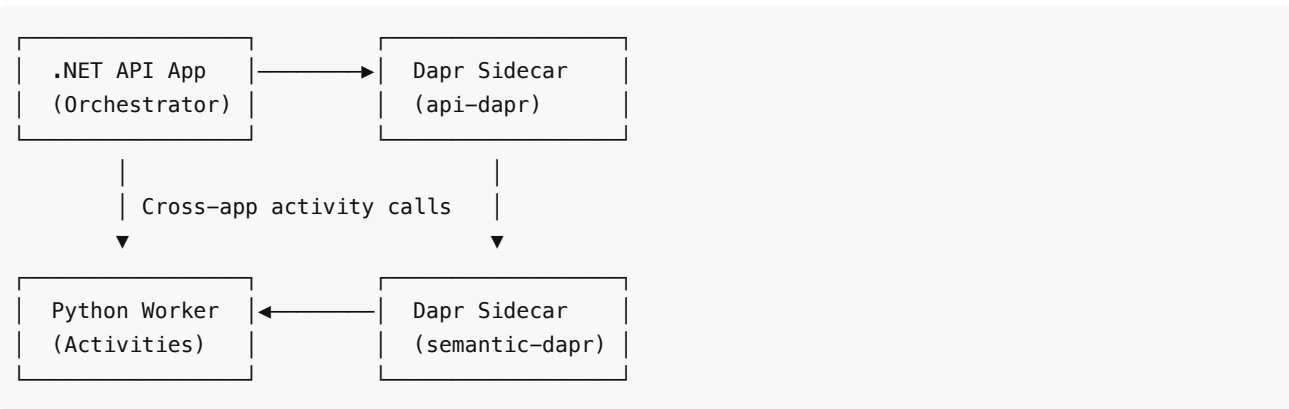 .NET API App Dapr Sidecar
(Orchestrator) (api-dapr)
Cross-app activity calls
Python Worker Dapr Sidecar
(Activities) (semantic-dapr)